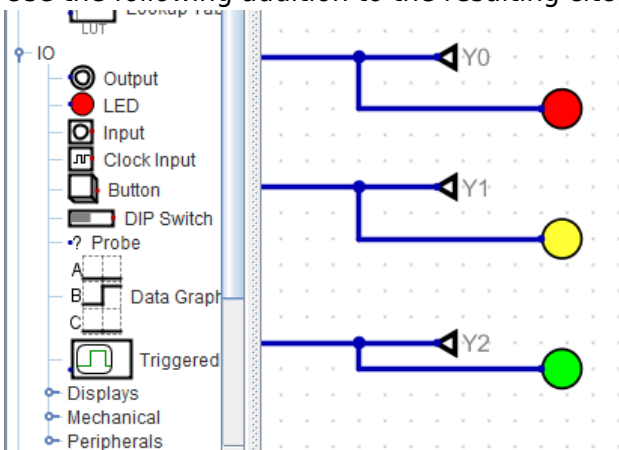 LUT
IO
Output
LED
Input
Clock Input
Button
DIP Switch
? Probe
A
B
C
Data Graph
Triggered
Displays
Mechanical
Peripherals
Y0
Y1
Y2